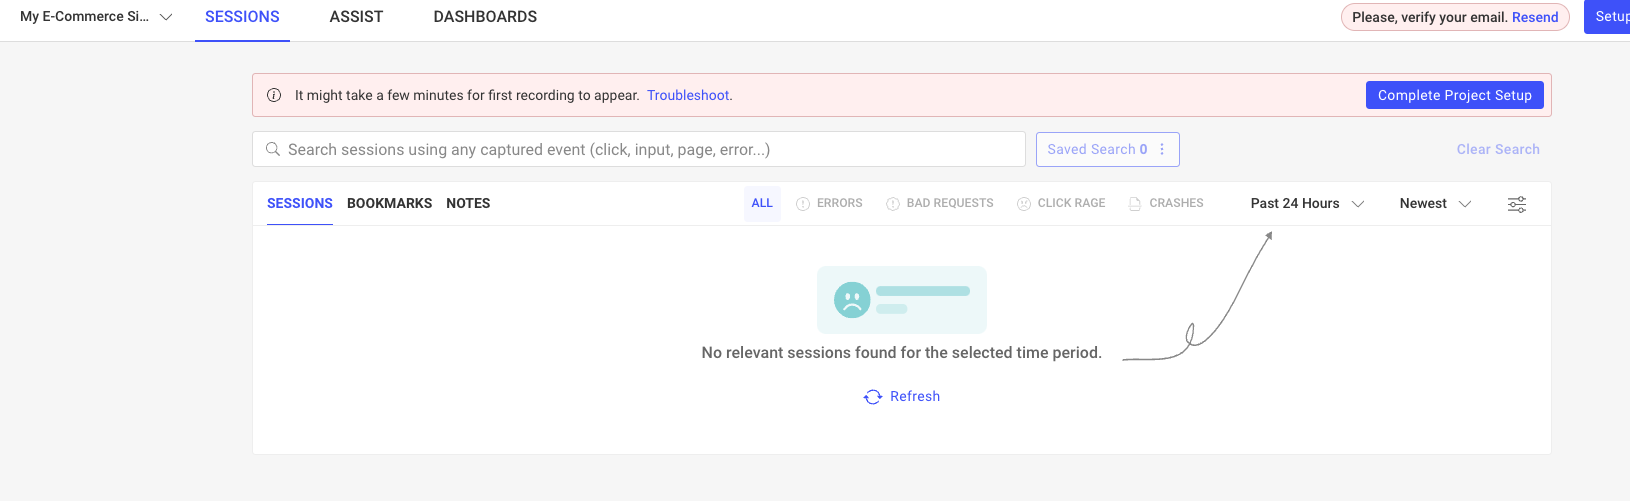 My E-Commerce Si... SESSIONS ASSIST DASHBOARDS Please, verify your email. Resend Setup
It might take a few minutes for first recording to appear. Troubleshoot. Complete Project Setup
Search sessions using any captured event (click, input, page, error...) Saved Search 0 Clear Search
SESSIONS BOOKMARKS NOTES ALL ERRORS BAD REQUESTS CLICK RAGE CRASHES Past 24 Hours Newest
No relevant sessions found for the selected time period.
Refresh